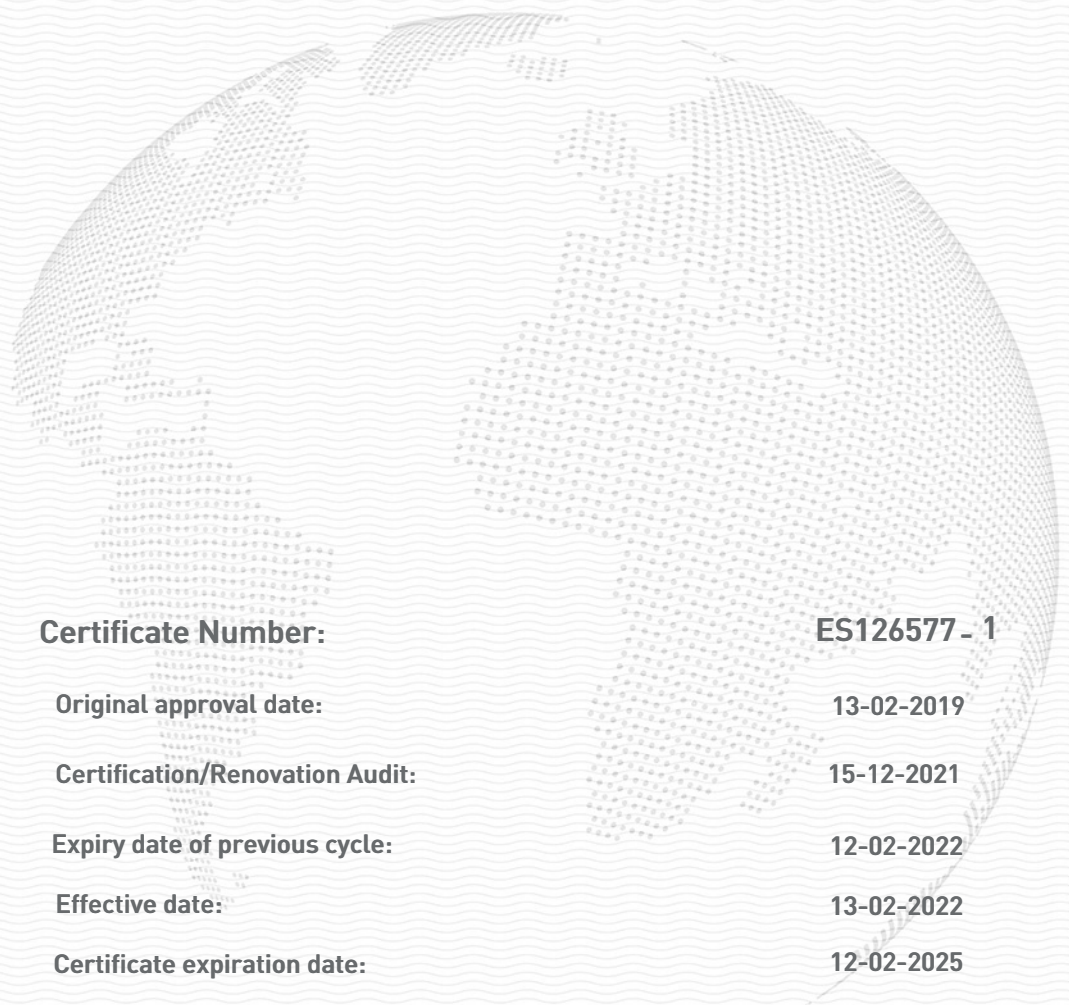 Certificate Number: ES126577- 1
Original approval date: 13-02-2019
Certification/Renovation Audit: 15-12-2021
Expiry date of previous cycle: 12-02-2022
Effective date: 13-02-2022
Certificate expiration date: 12-02-2025